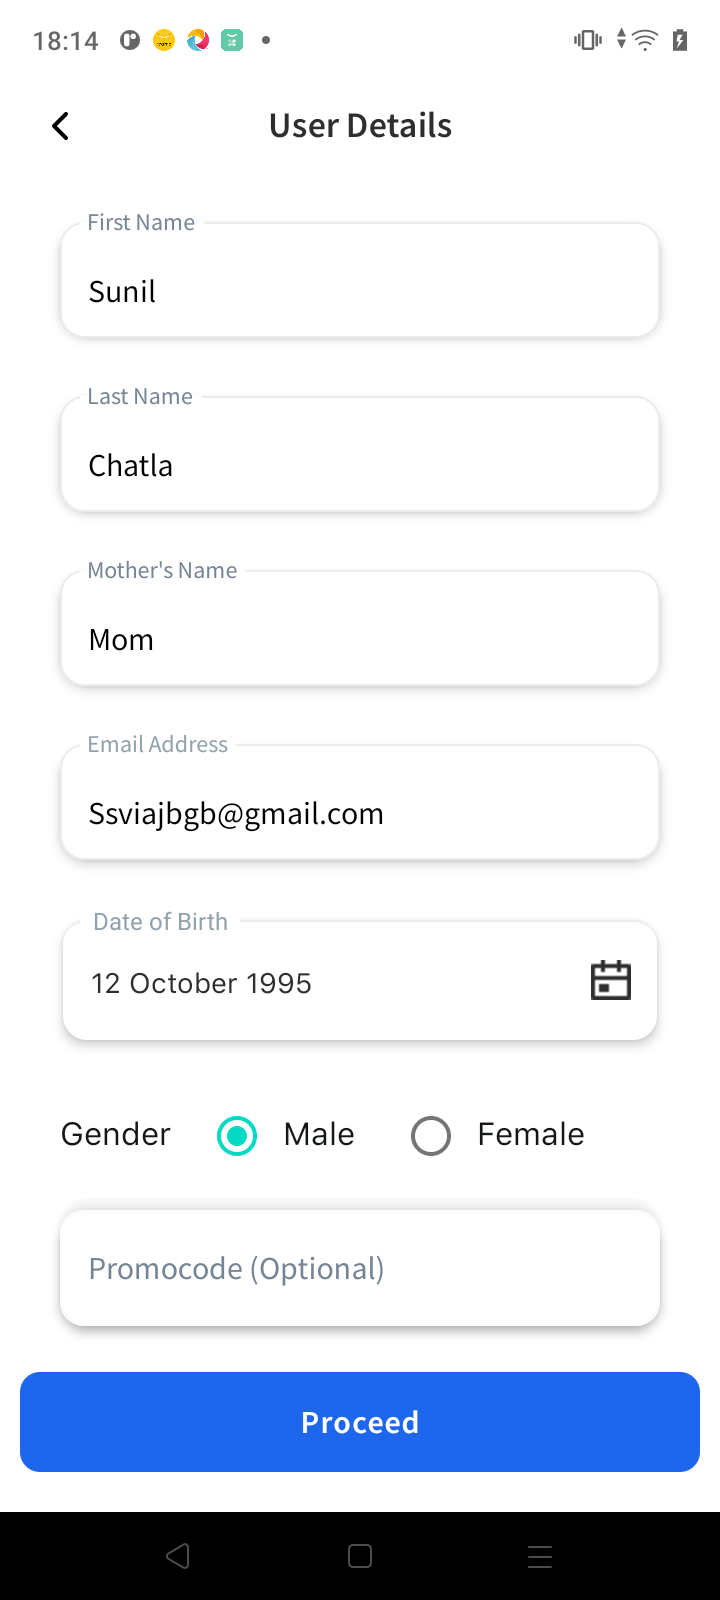 18:14
User Details
First Name
Sunil
Last Name
Chatla
Mother's Name
Mom
Email Address
Ssviajbgb@gmail.com
Date of Birth
12 October 1995
Gender Male Female
Promocode (Optional)
Proceed